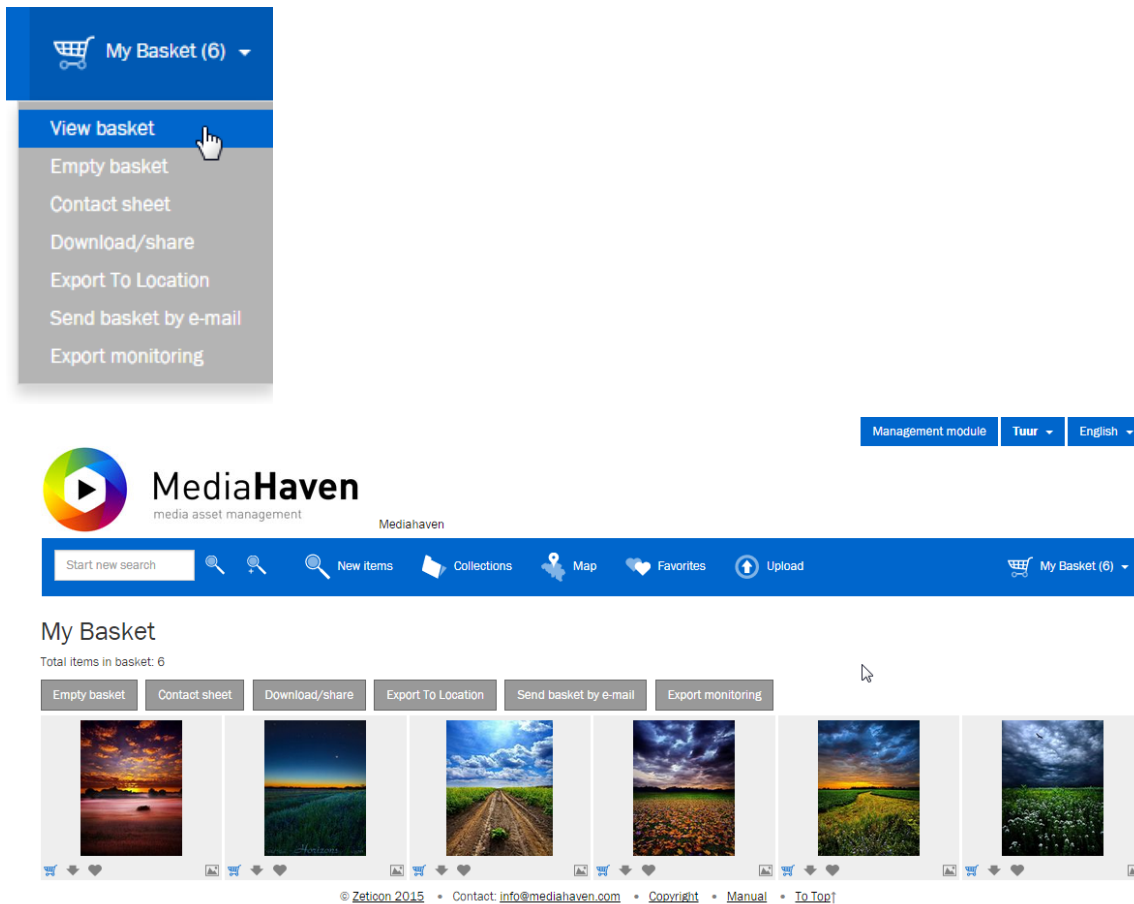 My Basket (6)
View basket
Empty basket
Contact sheet
Download/share
Export To Location
Send basket by e-mail
Export monitoring
Management module Tuur English
MediaHaven
media asset management
Mediahaven
Start new search New items Collections Map Favorites Upload My Basket (6)
My Basket
Total items in basket: 6
Empty basket Contact sheet Download/share Export To Location Send basket by e-mail Export monitoring
Horizons
© Zeticon 2015 • Contact: info@mediahaven.com • Copyright • Manual • To Top↑